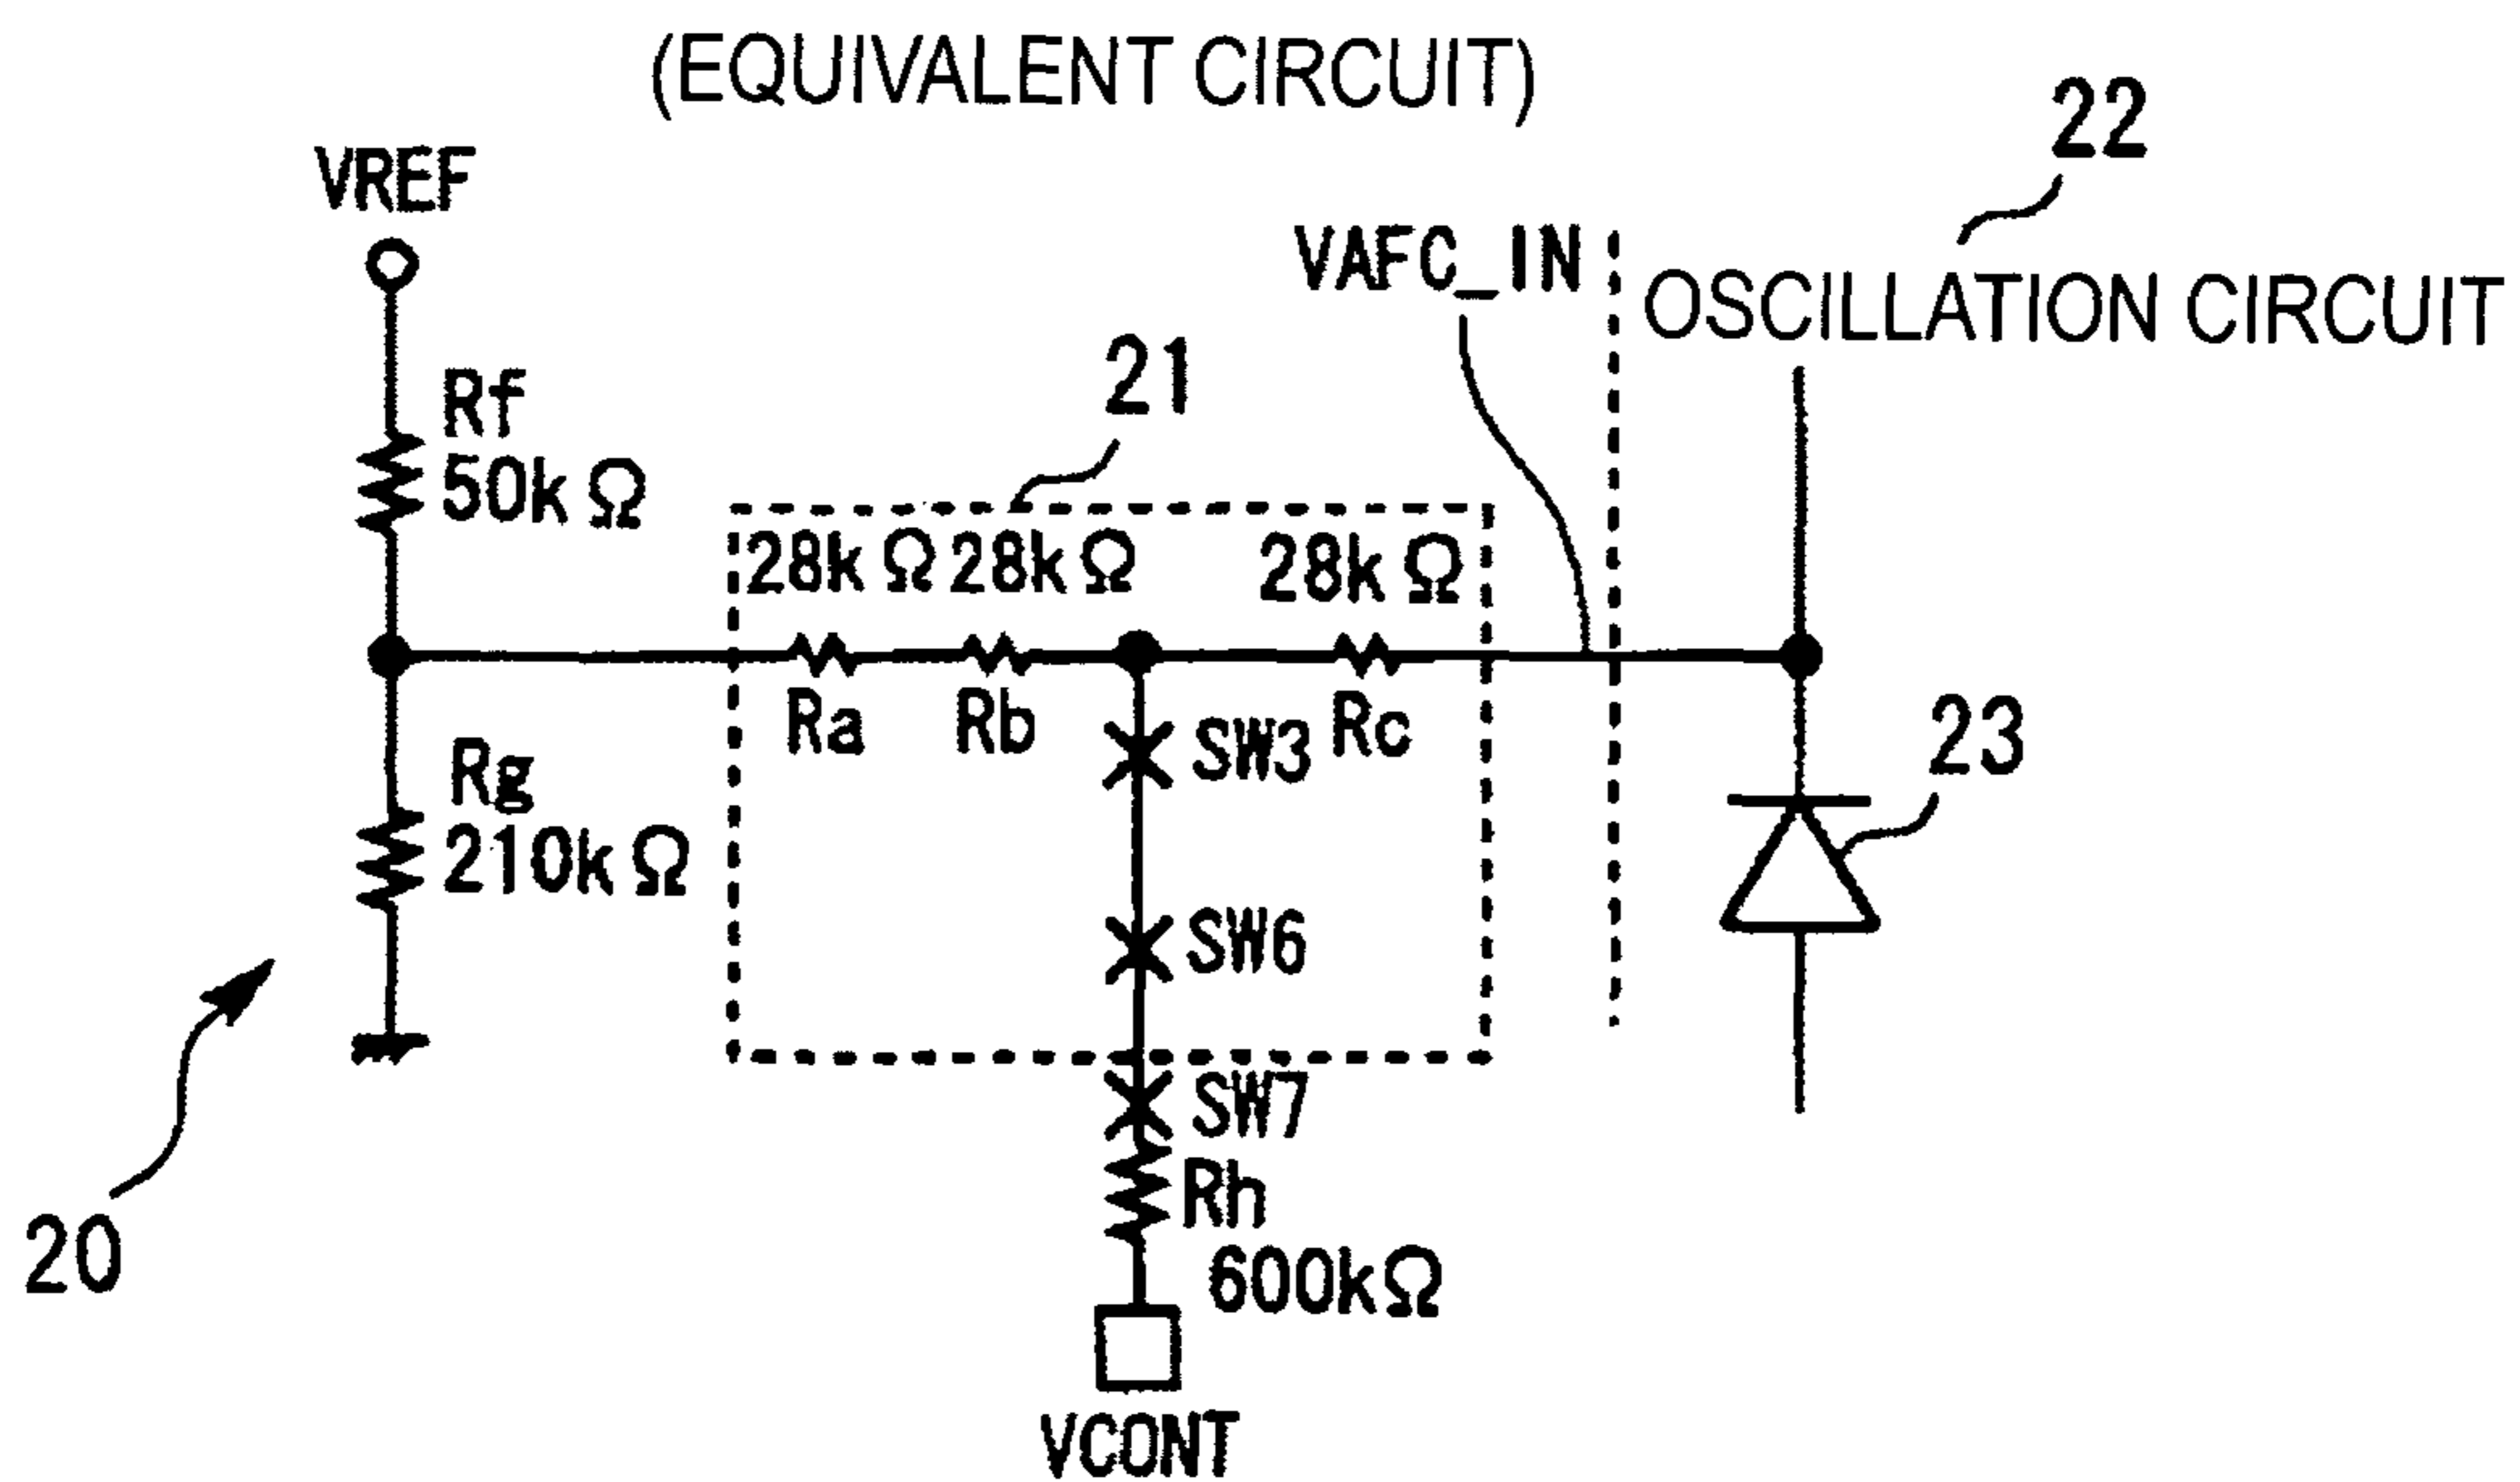 (EQUIVALENT CIRCUIT)
22
VREF
VAFC_IN
OSCILLATION CIRCUIT
21
Rf
50kΩ
28kΩ 28kΩ 28kΩ
Ra Rb Rc
SW3
23
Rg
210kΩ
SW6
SW7
Rh
20
600kΩ
VCONT